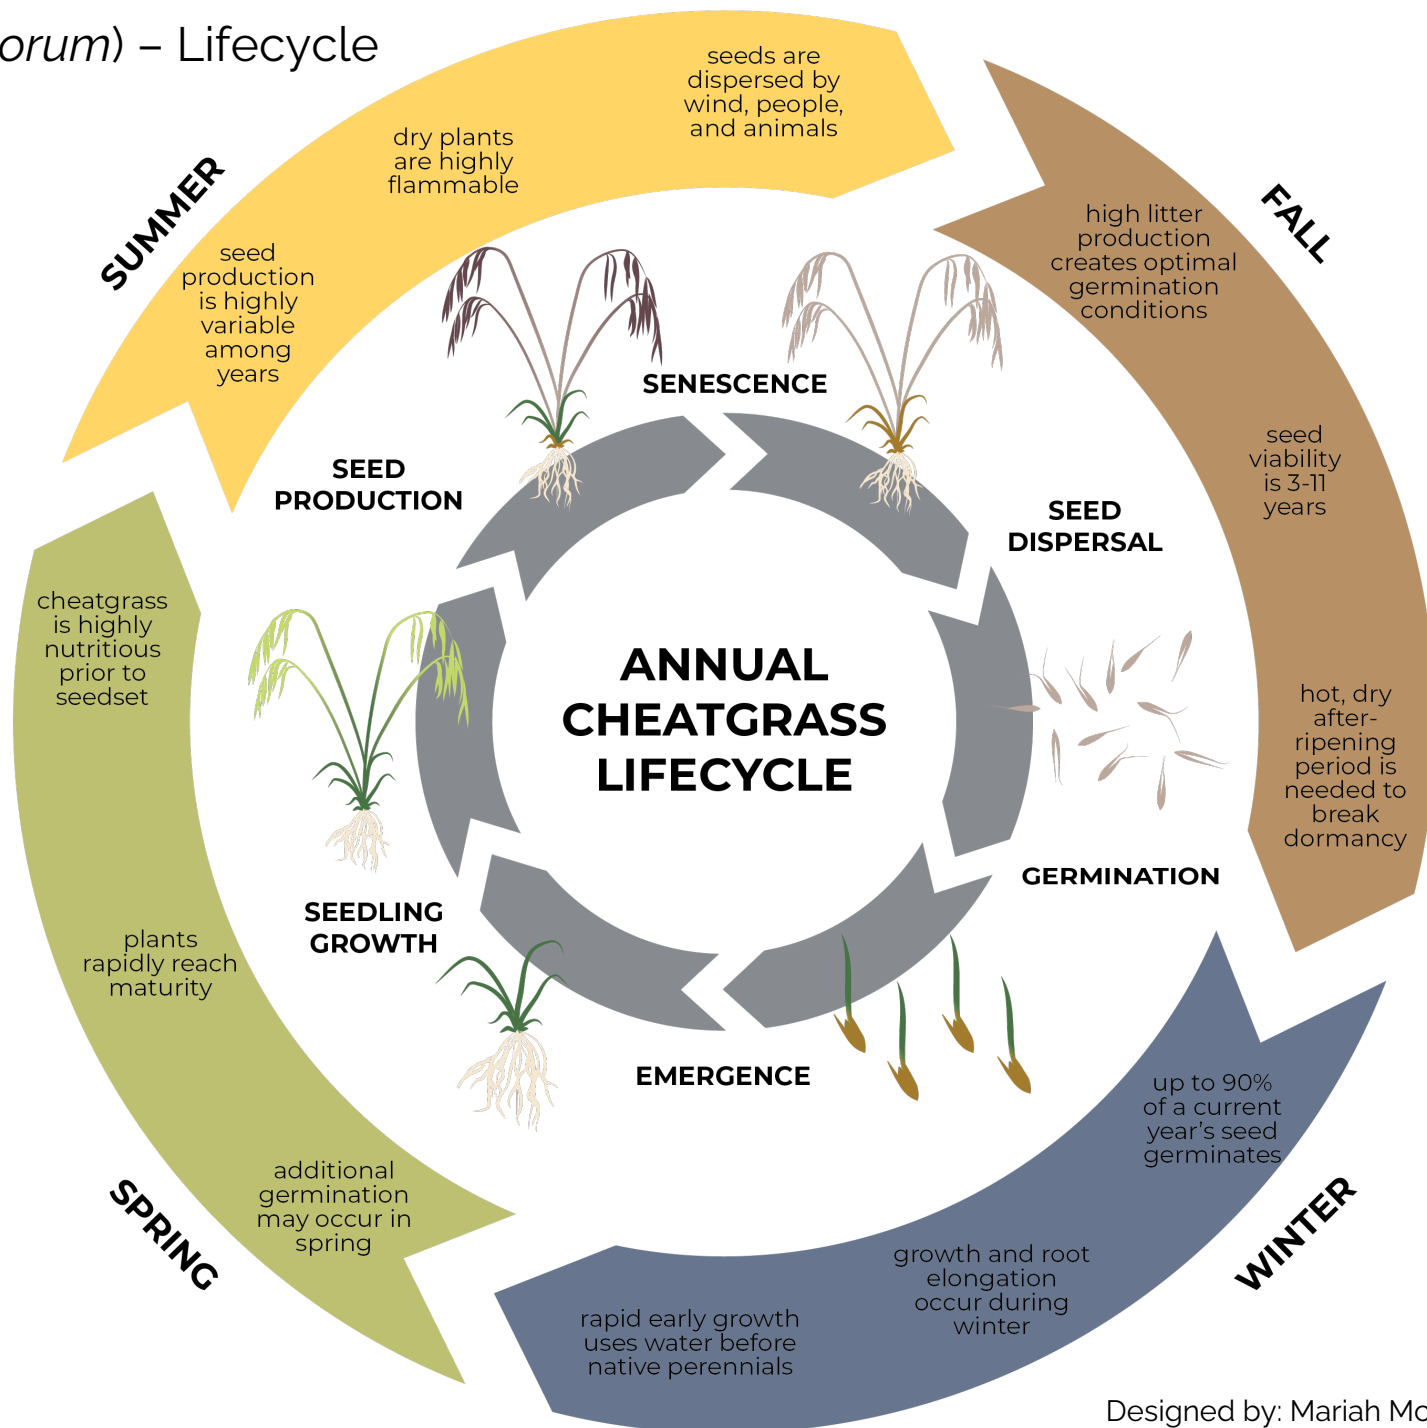 orum) – Lifecycle
SUMMER
seed
production
is highly
variable
among
years
dry plants
are highly
flammable
seeds are
dispersed by
wind, people,
and animals
FALL
high litter
production
creates optimal
germination
conditions
seed
viability
is 3-11
years
hot, dry
after-
ripening
period is
needed to
break
dormancy
WINTER
up to 90%
of a current
year's seed
germinates
growth and root
elongation
occur during
winter
rapid early growth
uses water before
native perennials
SPRING
additional
germination
may occur in
spring
plants
rapidly reach
maturity
cheatgrass
is highly
nutritious
prior to
seedset
SENESCENCE
SEED
DISPERSAL
GERMINATION
EMERGENCE
SEEDLING
GROWTH
SEED
PRODUCTION
ANNUAL
CHEATGRASS
LIFECYCLE
Designed by: Mariah Mc